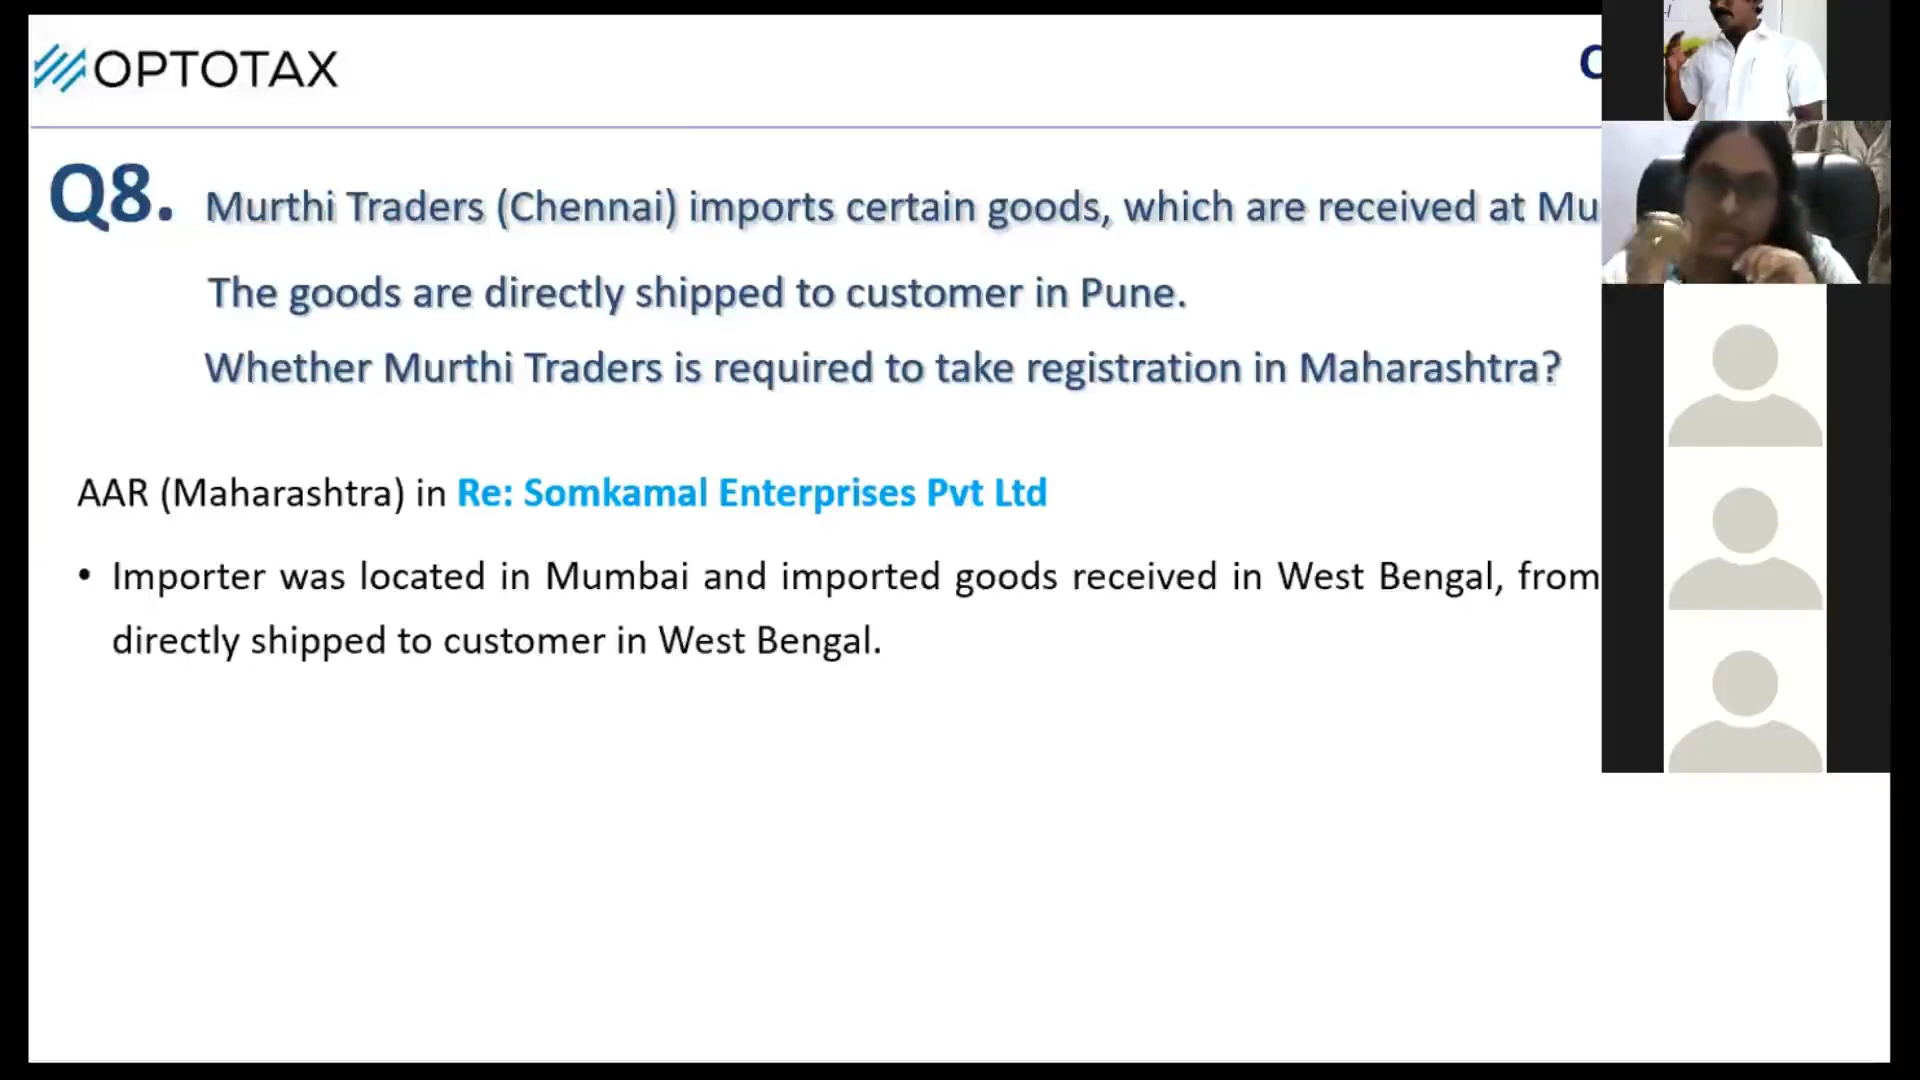 OPTOTAX
Q8. Murthi Traders (Chennai) imports certain goods, which are received at Mu
The goods are directly shipped to customer in Pune.
Whether Murthi Traders is required to take registration in Maharashtra?
AAR (Maharashtra) in Re: Somkamal Enterprises Pvt Ltd
• Importer was located in Mumbai and imported goods received in West Bengal, from
directly shipped to customer in West Bengal.